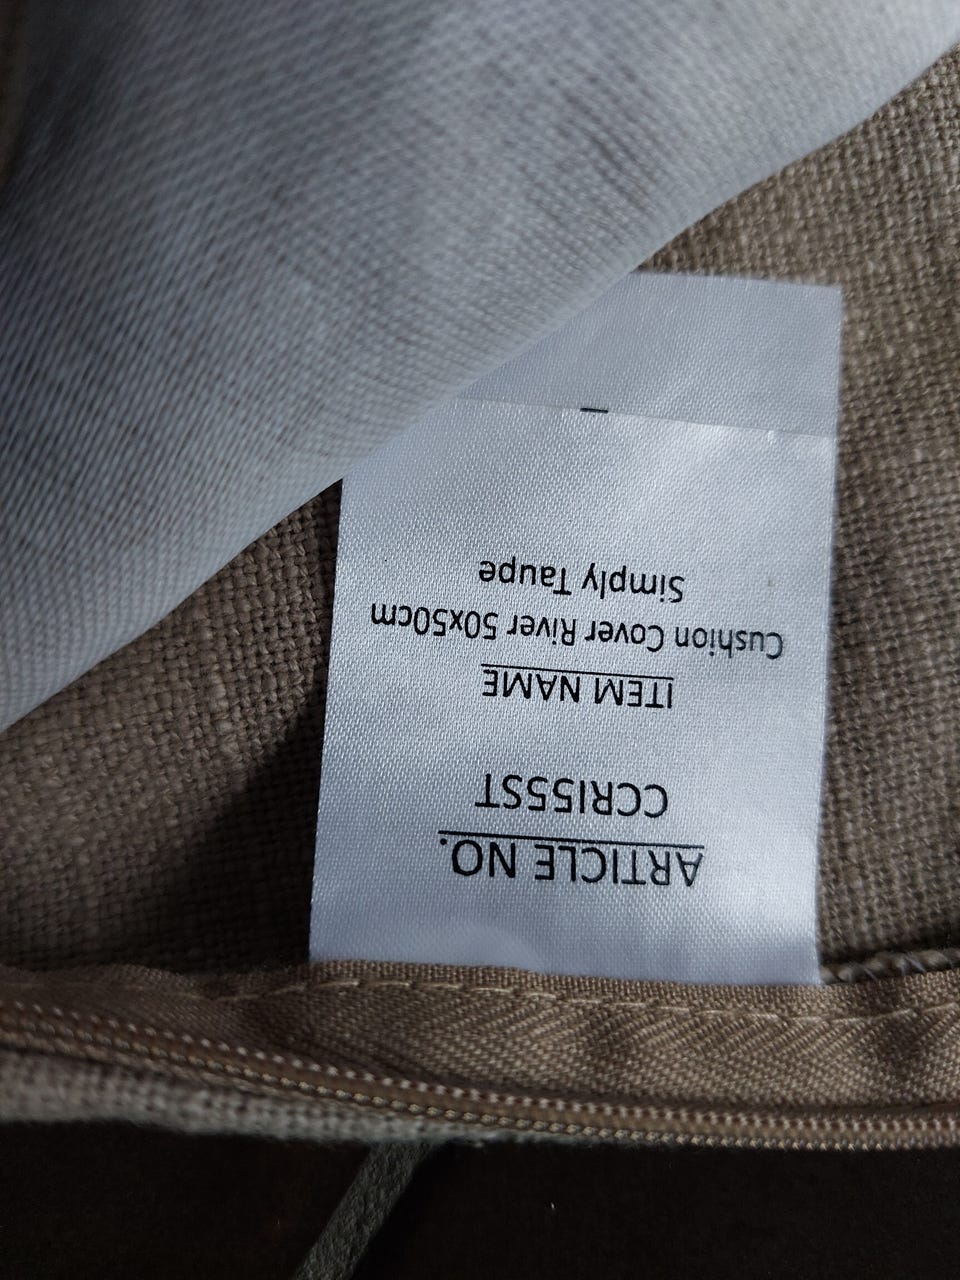 ARTICLE NO.
CCRI55ST
ITEM NAME
Cushion Cover River 50x50cm
Simply Taupe